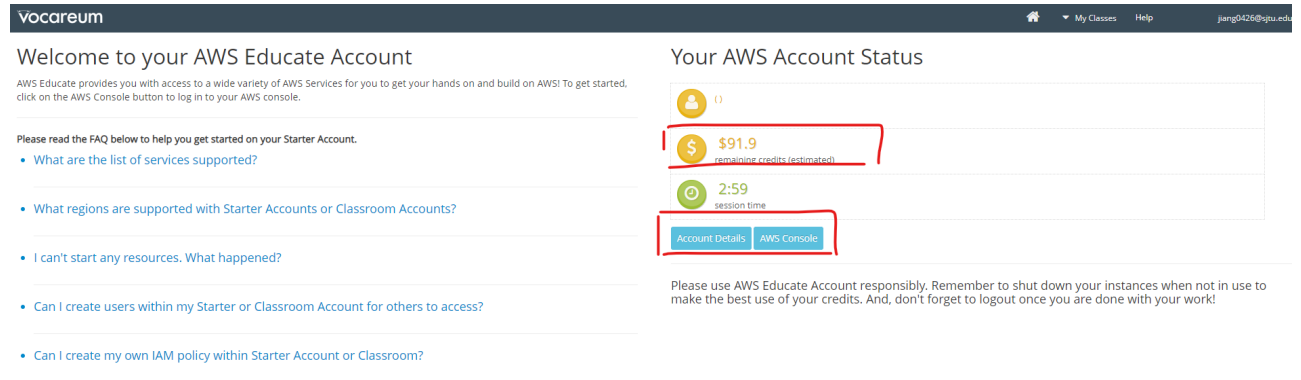 Vocareum
My Classes Help jiang0426@sjtu.edu
Welcome to your AWS Educate Account
AWS Educate provides you with access to a wide variety of AWS Services for you to get your hands on and build on AWS! To get started,
click on the AWS Console button to log in to your AWS console.
Please read the FAQ below to help you get started on your Starter Account.
• What are the list of services supported?
• What regions are supported with Starter Accounts or Classroom Accounts?
• I can't start any resources. What happened?
• Can I create users within my Starter or Classroom Account for others to access?
• Can I create my own IAM policy within Starter Account or Classroom?
Your AWS Account Status
( )
$ $91.9
remaining credits (estimated)
2:59
session time
Account Details AWS Console
Please use AWS Educate Account responsibly. Remember to shut down your instances when not in use to
make the best use of your credits. And, don't forget to logout once you are done with your work!